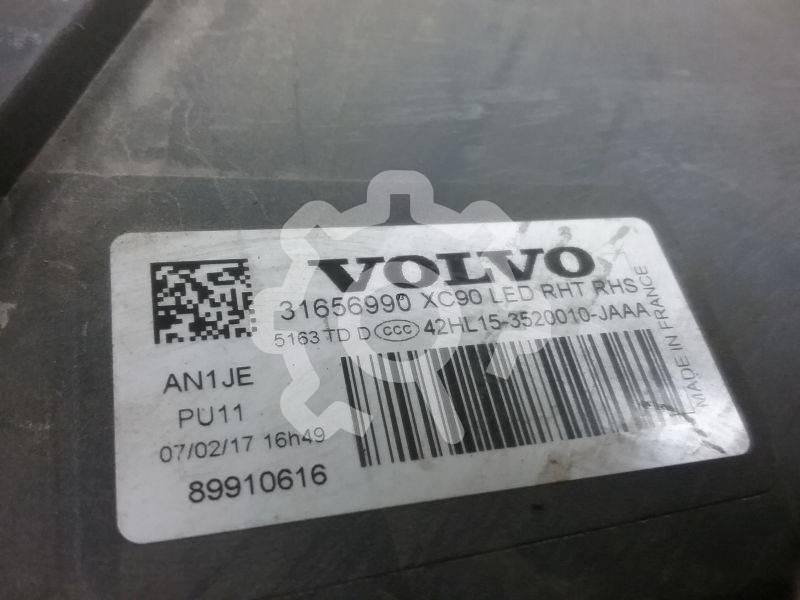 VOLVO
31656990 XC90 LED RHT RHS
5163 TD D CCC 42HL15-3520010-JAAA
AN1JE
PU11
07/02/17 16h49
89910616
MADE IN FRANCE